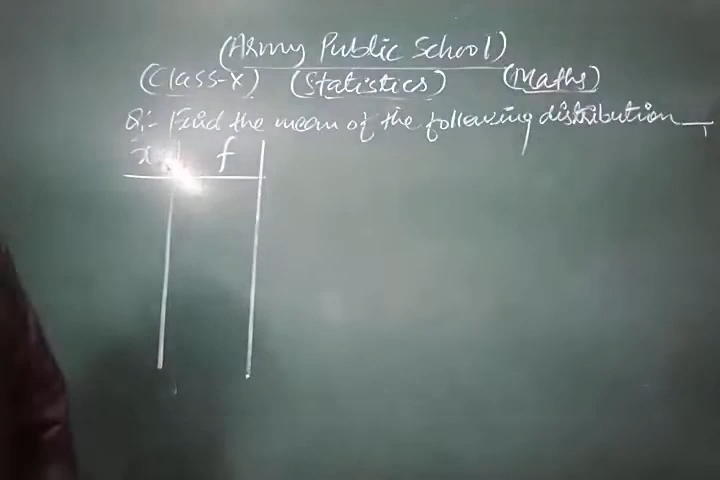 (Army Public School)
(Class-X) (Statistics) (Maths)
Q:- Find the mean of the following distribution
x f